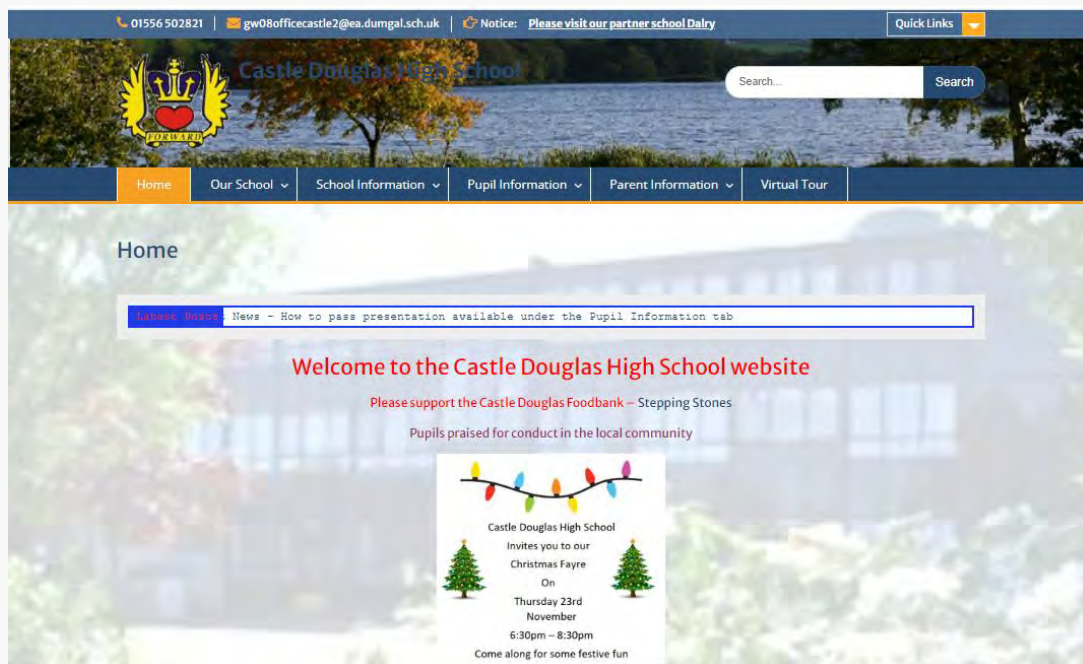 01556 502821 gw08officecastle2@ea.dumgal.sch.uk Notice: Please visit our partner school Dalry Quick Links
Castle Douglas High School
FORWARD
Search... Search
Home Our School School Information Pupil Information Parent Information Virtual Tour
Home
Latest Posts News - How to pass presentation available under the Pupil Information tab
Welcome to the Castle Douglas High School website
Please support the Castle Douglas Foodbank – Stepping Stones
Pupils praised for conduct in the local community
Castle Douglas High School
Invites you to our
Christmas Fayre
On
Thursday 23rd
November
6:30pm – 8:30pm
Come along for some festive fun